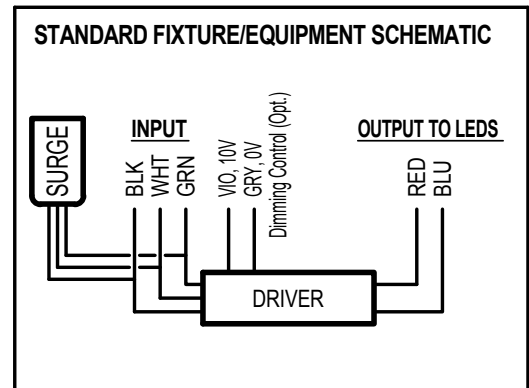 STANDARD FIXTURE/EQUIPMENT SCHEMATIC
SURGE
INPUT
BLK
WHT
GRN
VIO, 10V
GRY, 0V
Dimming Control (Opt.)
OUTPUT TO LEDS
RED
BLU
DRIVER